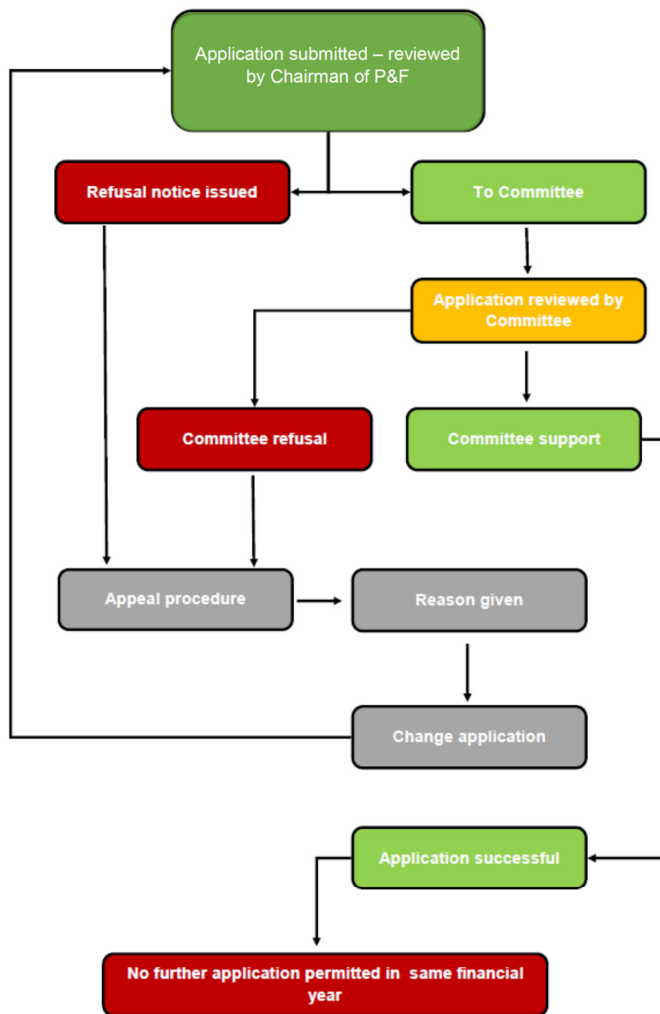 Application submitted – reviewed
by Chairman of P&F
Refusal notice issued
To Committee
Application reviewed by
Committee
Committee refusal
Committee support
Appeal procedure
Reason given
Change application
Application successful
No further application permitted in  same financial
year